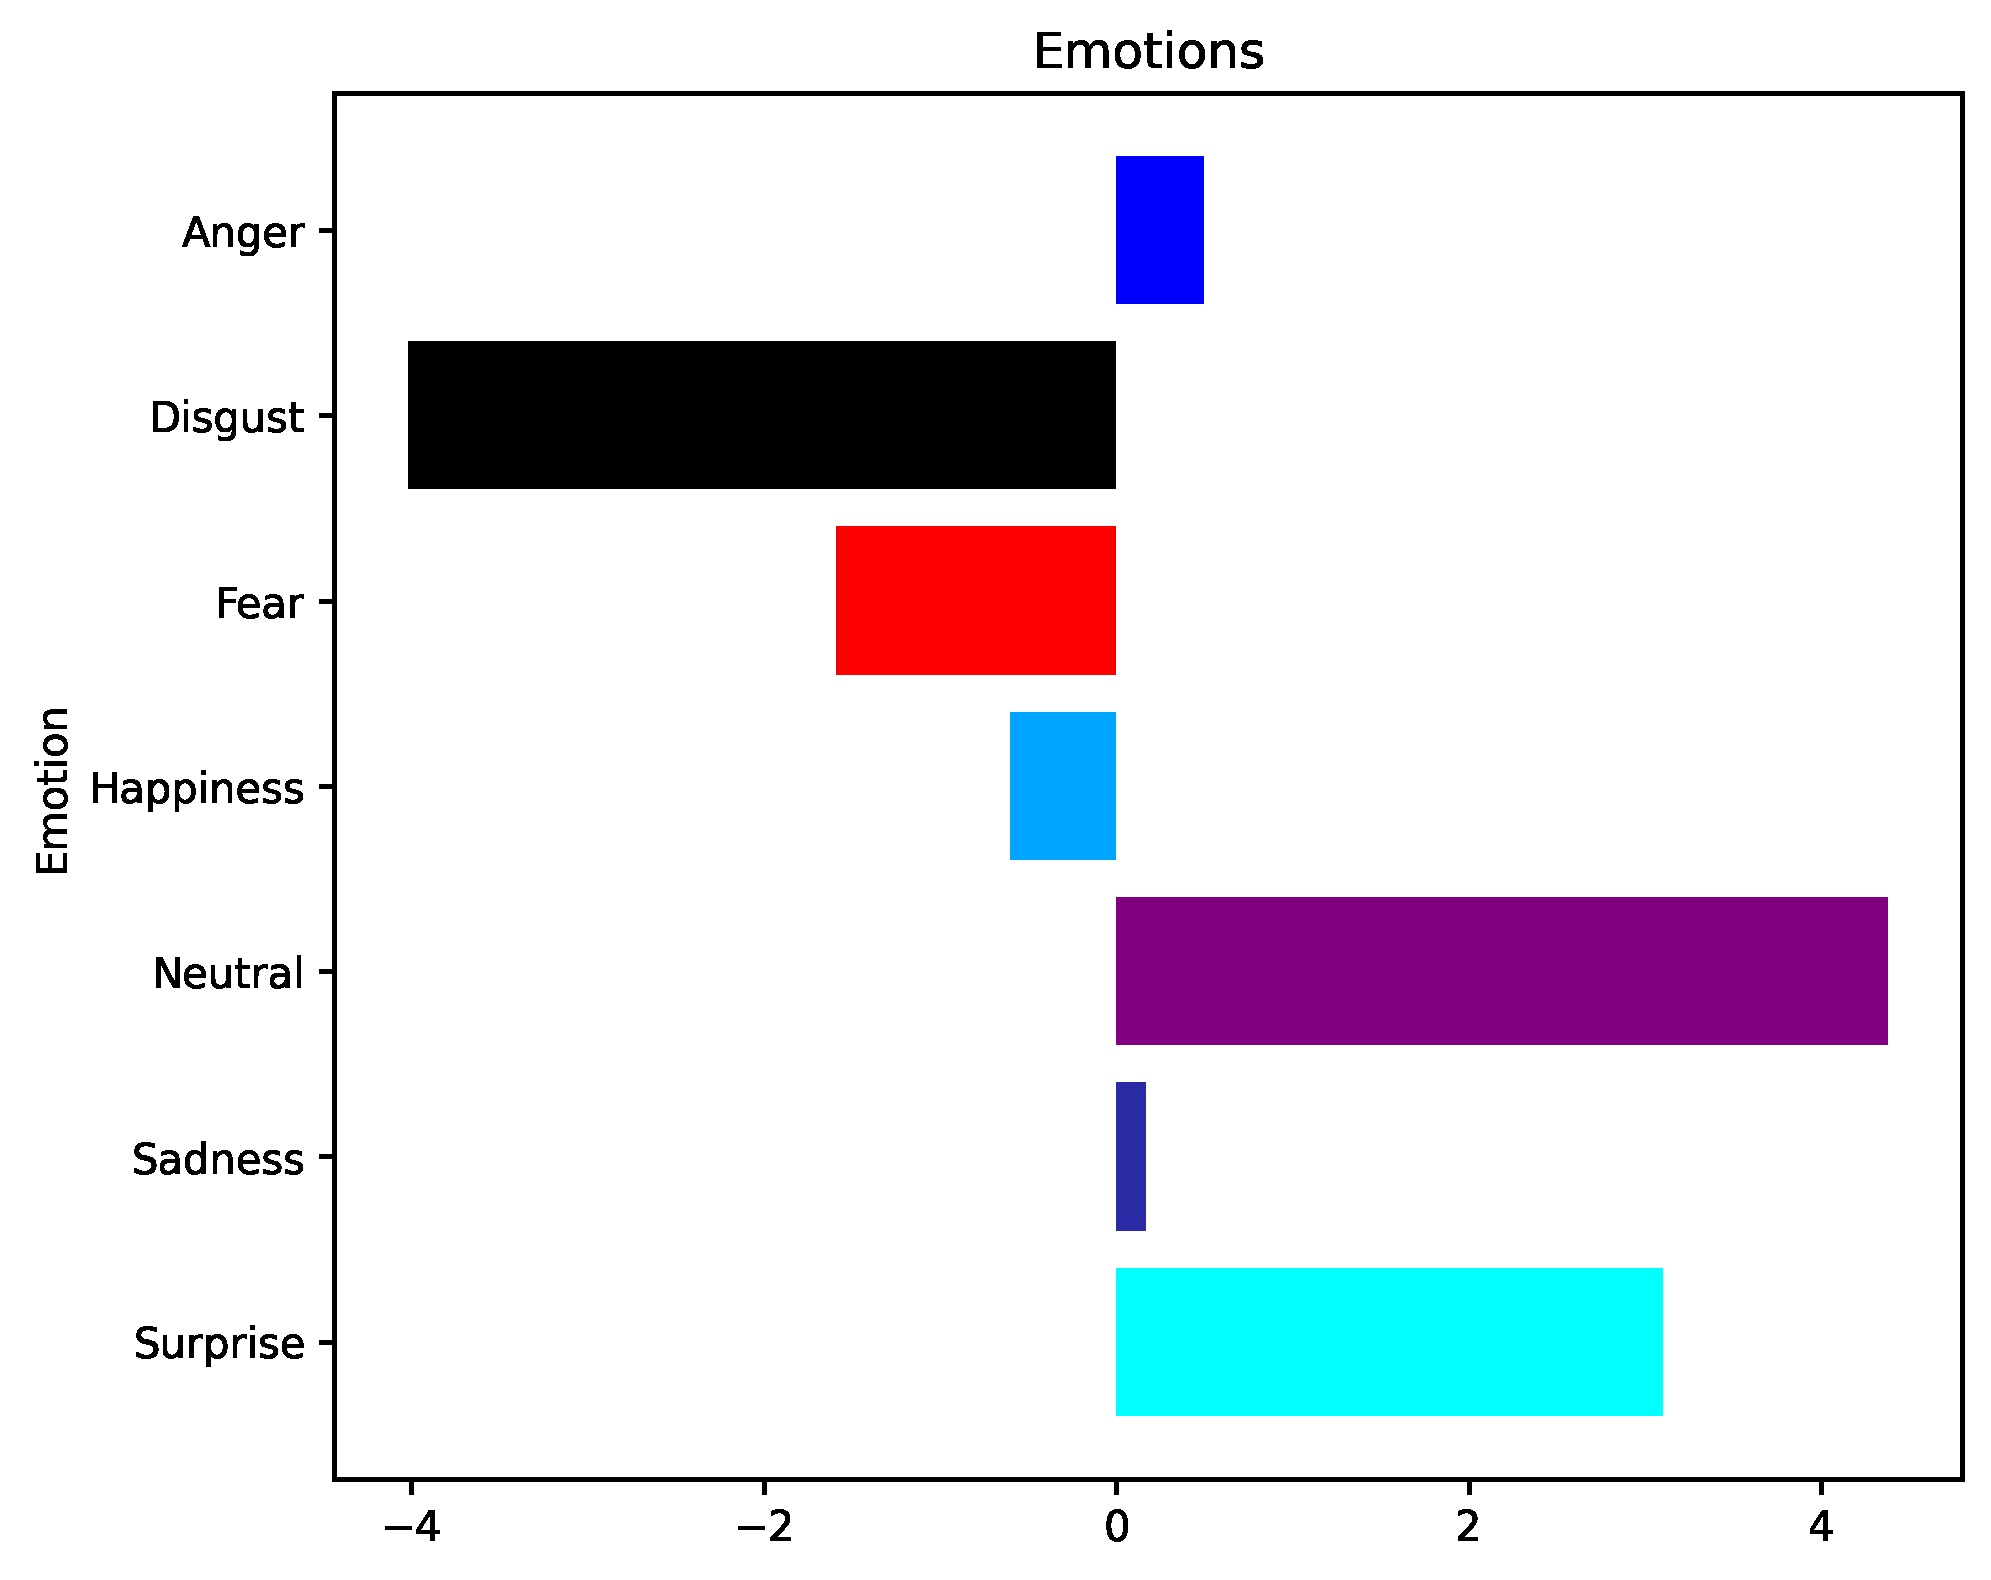 Emotions
Anger
Disgust
Fear
Happiness
Neutral
Sadness
Surprise
Emotion
−4 −2 0 2 4